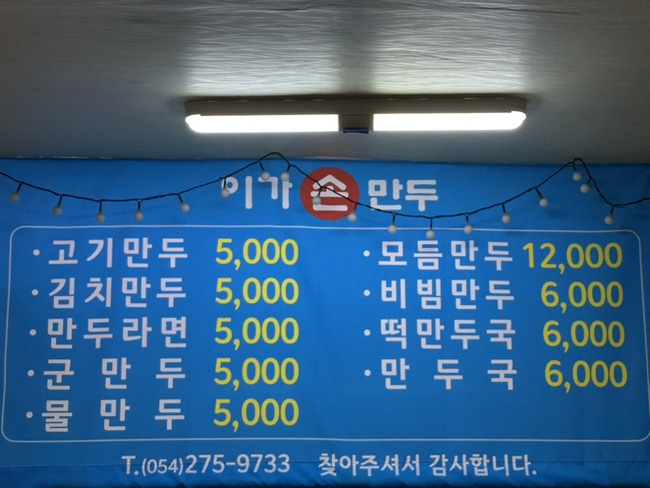 이가 손 만두
·고기만두 5,000
·김치만두 5,000
·만두라면 5,000
·군만두 5,000
·물만두 5,000
·모듬만두 12,000
·비빔만두 6,000
·떡만두국 6,000
·만두국 6,000
T.(054)275-9733 찾아주셔서 감사합니다.